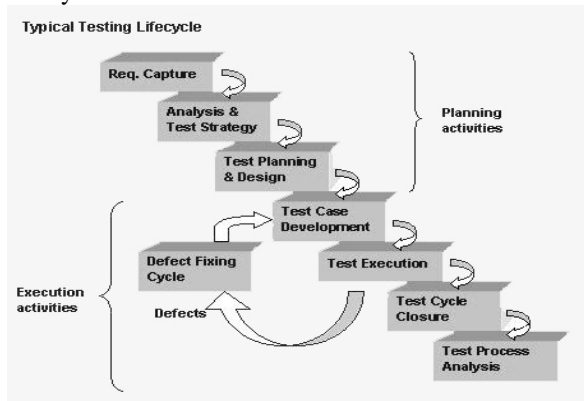 Typical Testing Lifecycle
Req. Capture
Analysis &
Test Strategy
Planning
activities
Test Planning
& Design
Test Case
Development
Defect Fixing
Cycle
Test Execution
Execution
activities
Defects
Test Cycle
Closure
Test Process
Analysis